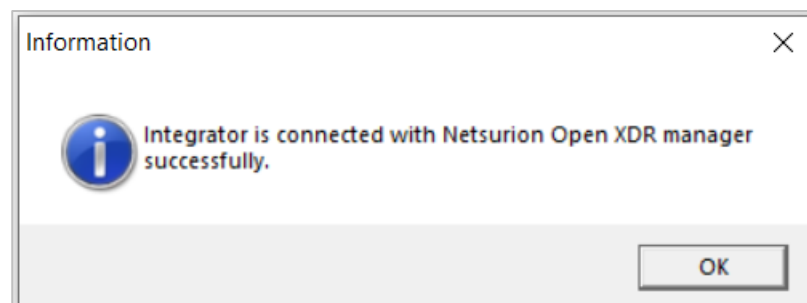 Information
Integrator is connected with Netsurion Open XDR manager
successfully.
OK